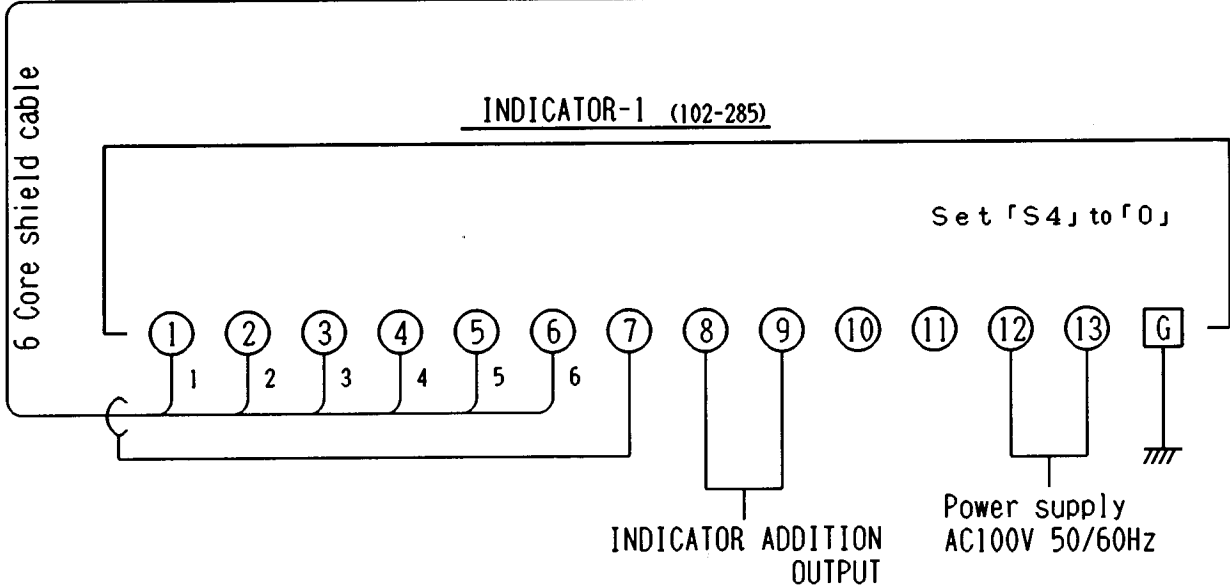 6 Core shield cable
INDICATOR-1 (102-285)
Set「S4」to「0」
1 2 3 4 5 6 7 8 9 10 11 12 13 G
1 2 3 4 5 6
INDICATOR ADDITION
OUTPUT
Power supply
AC100V 50/60Hz